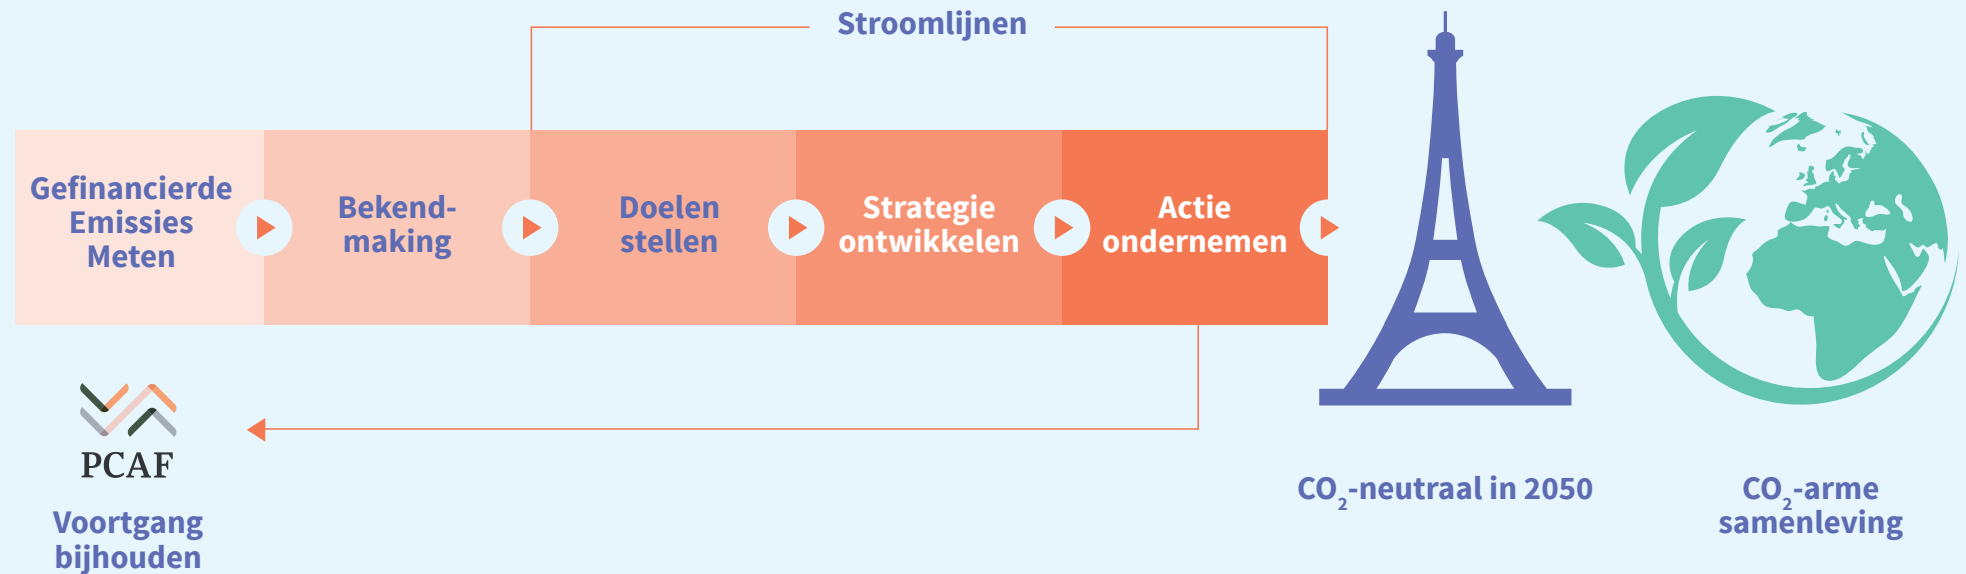 Stroomlijnen
Gefinancierde
Emissies
Meten
Bekend-
making
Doelen
stellen
Strategie
ontwikkelen
Actie
ondernemen
PCAF
Voortgang
bijhouden
CO₂-neutraal in 2050
CO₂-arme
samenleving